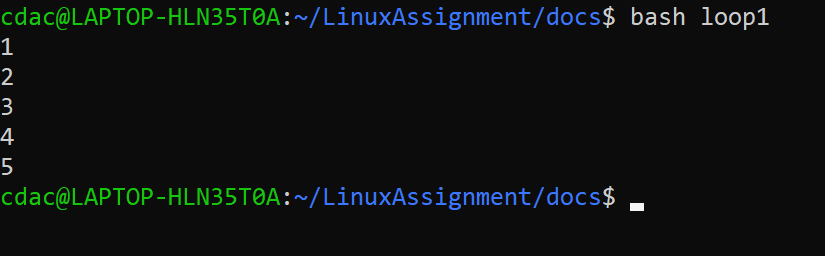 cdac@LAPTOP-HLN35T0A:~/LinuxAssignment/docs$ bash loop1
1
2
3
4
5
cdac@LAPTOP-HLN35T0A:~/LinuxAssignment/docs$